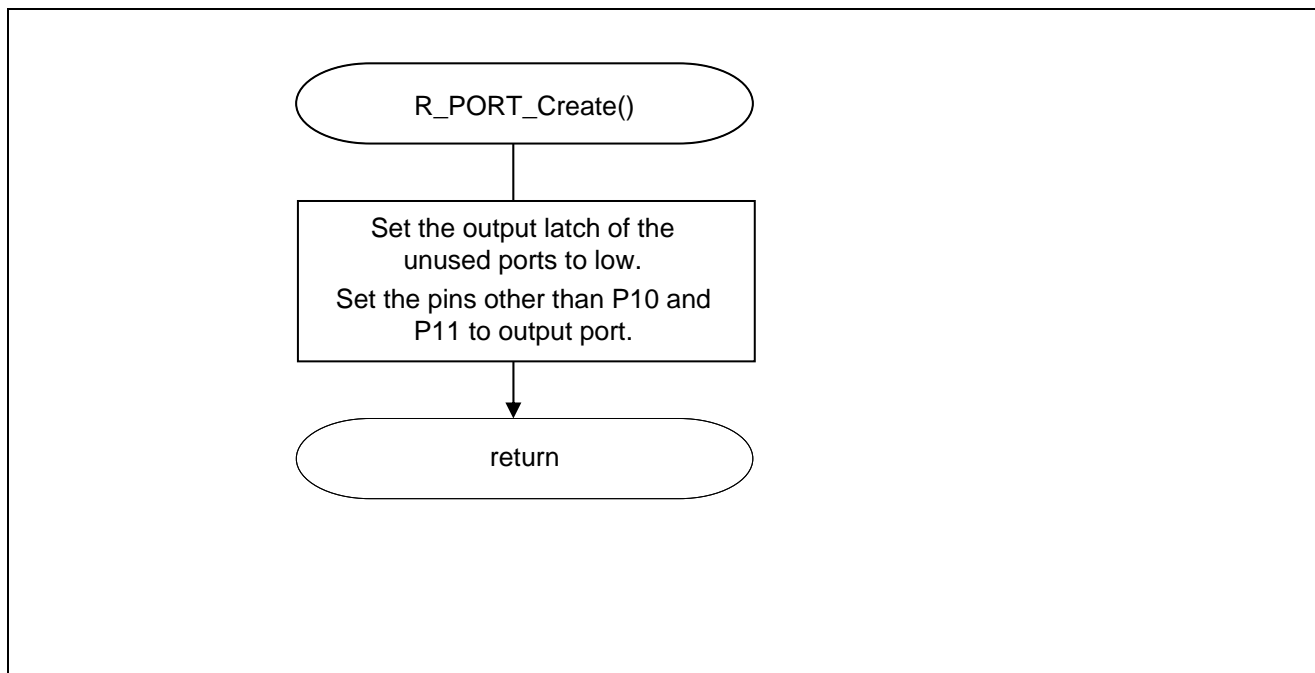 R_PORT_Create()
Set the output latch of the
unused ports to low.
Set the pins other than P10 and
P11 to output port.
return